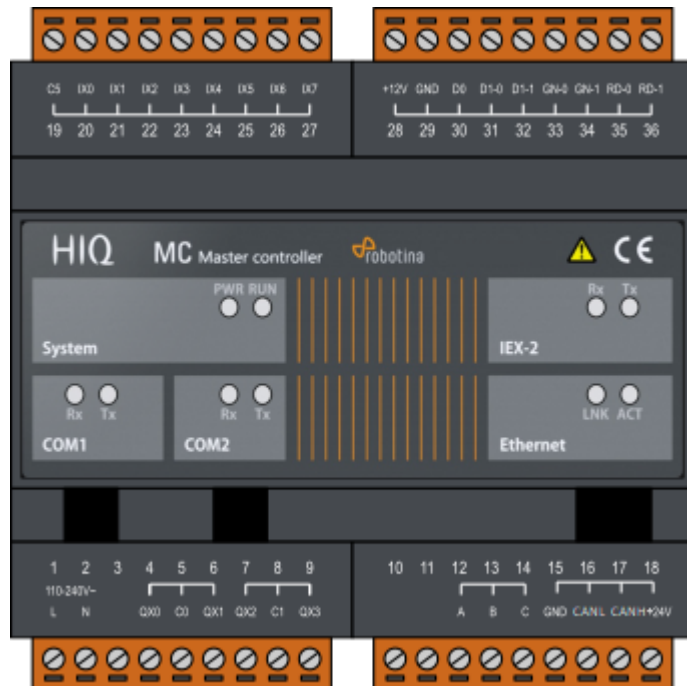 CS IX0 IX1 IX2 IX3 IX4 IX5 IX6 IX7
19 20 21 22 23 24 25 26 27
+12V GND D0 D1-0 D1-1 GN-0 GN-1 RD-0 RD-1
28 29 30 31 32 33 34 35 36
HIQ MC Master controller robotina CE
PWR RUN
System
Rx Tx
IEX-2
Rx Tx
COM1
Rx Tx
COM2
LNK ACT
Ethernet
1 2 3 4 5 6 7 8 9
110-240V~
L N QX0 C0 QX1 QX2 C1 QX3
10 11 12 13 14 15 16 17 18
A B C GND CANL CANH +24V